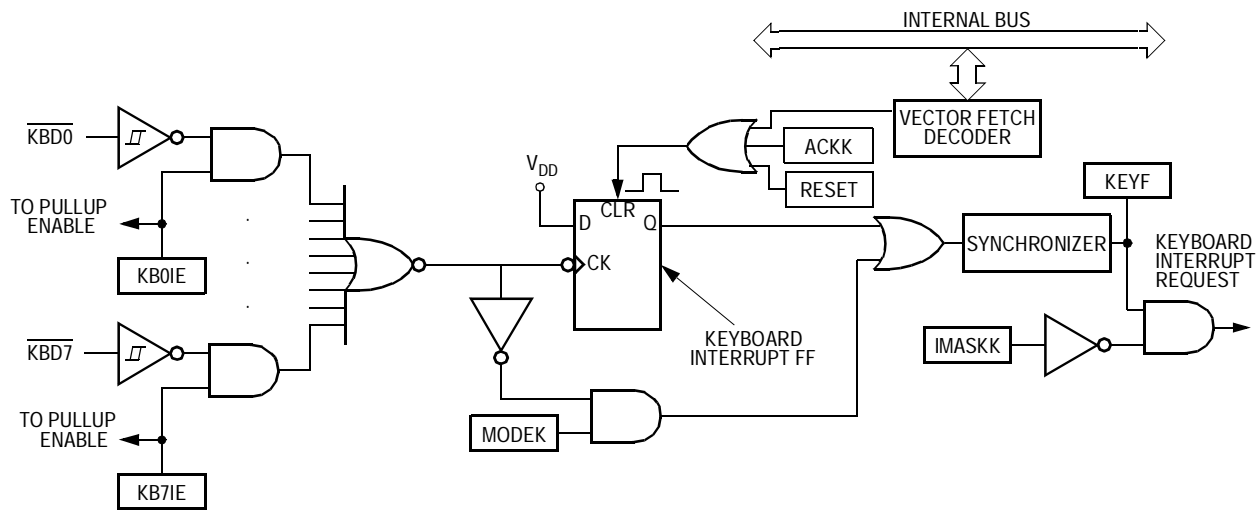 INTERNAL BUS
KBD0
VECTOR FETCH
DECODER
ACKK
VDD
RESET
KEYF
CLR
D
Q
TO PULLUP
ENABLE
SYNCHRONIZER
KEYBOARD
INTERRUPT
REQUEST
CK
KB0IE
KBD7
KEYBOARD
INTERRUPT FF
IMASKK
TO PULLUP
ENABLE
MODEK
KB7IE